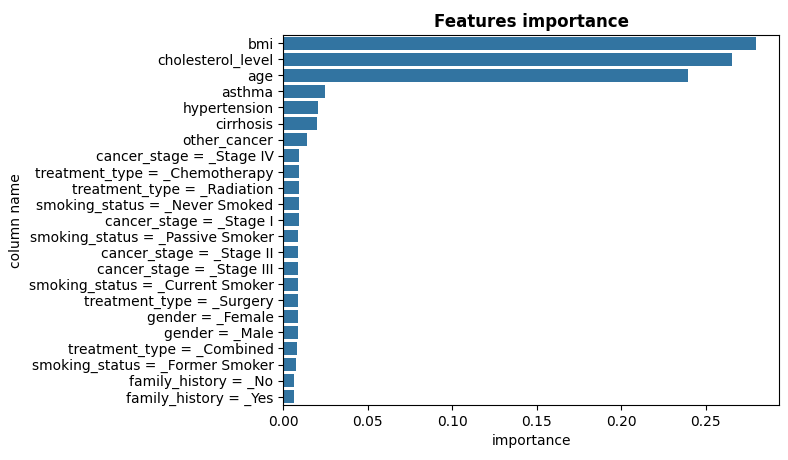 Features importance
bmi
cholesterol_level
age
asthma
hypertension
cirrhosis
other_cancer
cancer_stage = _Stage IV
treatment_type = _Chemotherapy
treatment_type = _Radiation
smoking_status = _Never Smoked
cancer_stage = _Stage I
smoking_status = _Passive Smoker
cancer_stage = _Stage II
cancer_stage = _Stage III
smoking_status = _Current Smoker
treatment_type = _Surgery
gender = _Female
gender = _Male
treatment_type = _Combined
smoking_status = _Former Smoker
family_history = _No
family_history = _Yes
column name
0.00 0.05 0.10 0.15 0.20 0.25
importance